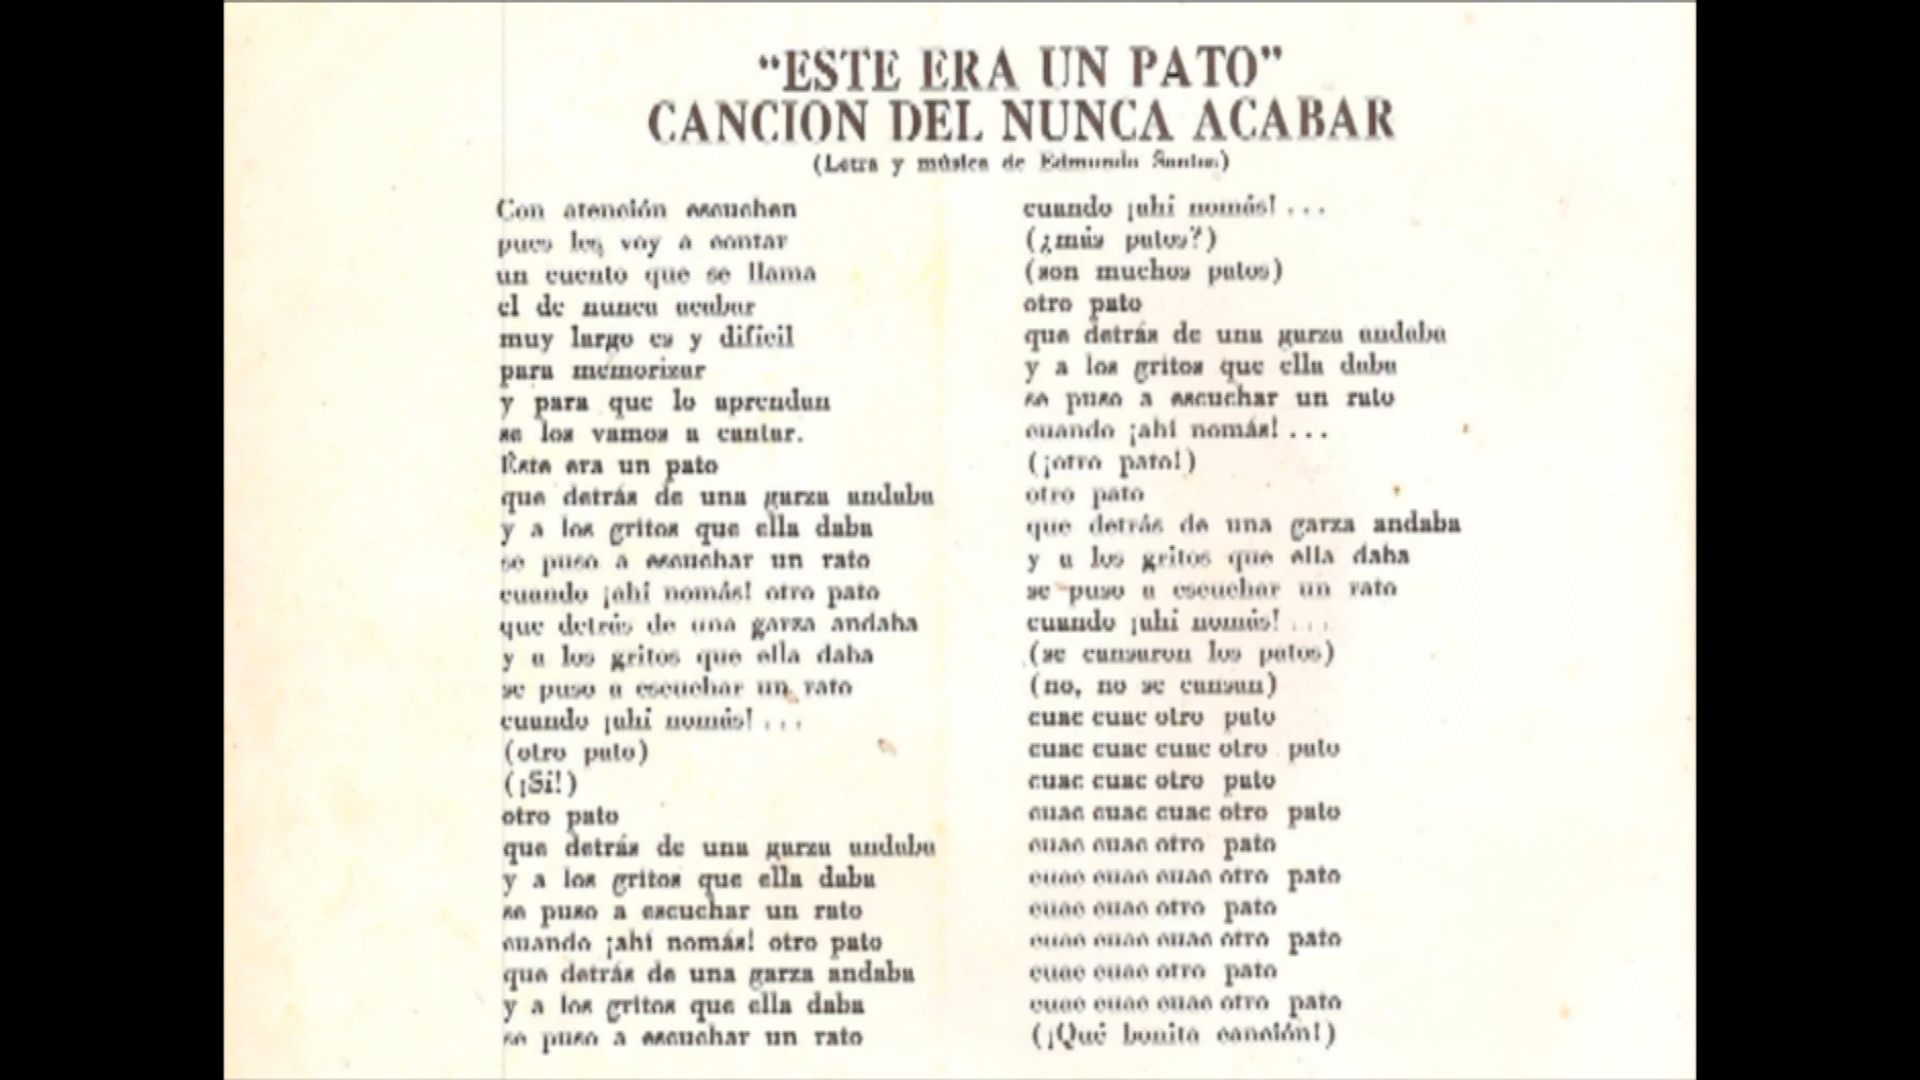 “ESTE ERA UN PATO”
CANCION DEL NUNCA ACABAR
(Letra y música de Edmundo Santos)
Con atención escuchen
pues les voy a contar
un cuento que se llama
el de nunca acabar
muy largo es y difícil
para memorizar
y para que lo aprendan
se los vamos a cantar.
Este era un pato
que detrás de una garza andaba
y a los gritos que ella daba
se puso a escuchar un rato
cuando ¡ahí nomás! otro pato
que detrás de una garza andaba
y a los gritos que ella daba
se puso a escuchar un rato
cuando ¡ahí nomás! ...
(otro pato)
(¡Sí!)
otro pato
que detrás de una garza andaba
y a los gritos que ella daba
se puso a escuchar un rato
cuando ¡ahí nomás! otro pato
que detrás de una garza andaba
y a los gritos que ella daba
se puso a escuchar un rato
cuando ¡ahí nomás! ...
(¿más patos?)
(son muchos patos)
otro pato
que detrás de una garza andaba
y a los gritos que ella daba
se puso a escuchar un rato
cuando ¡ahí nomás! ...
(¡otro pato!)
otro pato
que detrás de una garza andaba
y a los gritos que ella daba
se puso a escuchar un rato
cuando ¡ahí nomás! ...
(se cansaron los patos)
(no, no se cansan)
cuac cuac otro pato
cuac cuac cuac otro pato
cuac cuac otro pato
cuac cuac cuac otro pato
cuac cuac otro pato
cuac cuac cuac otro pato
cuac cuac otro pato
cuac cuac cuac otro pato
cuac cuac otro pato
cuac cuac cuac otro pato
(¡Qué bonita canción!)